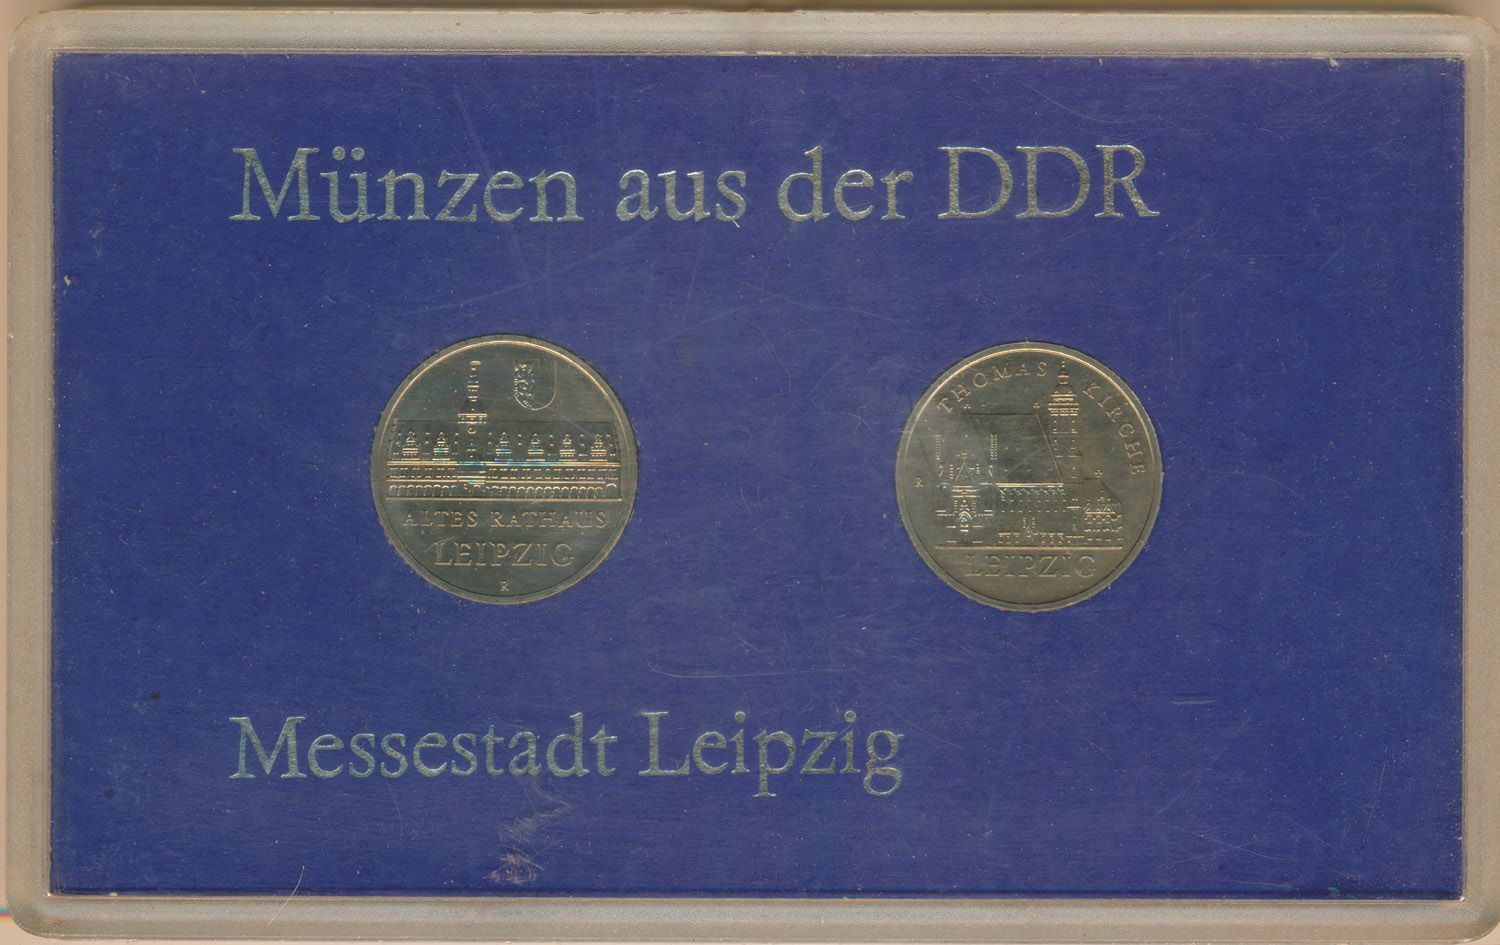 Münzen aus der DDR
ALTES RATHAUS
LEIPZIG
R
THOMAS KIRCHE
R
LEIPZIG
Messestadt Leipzig